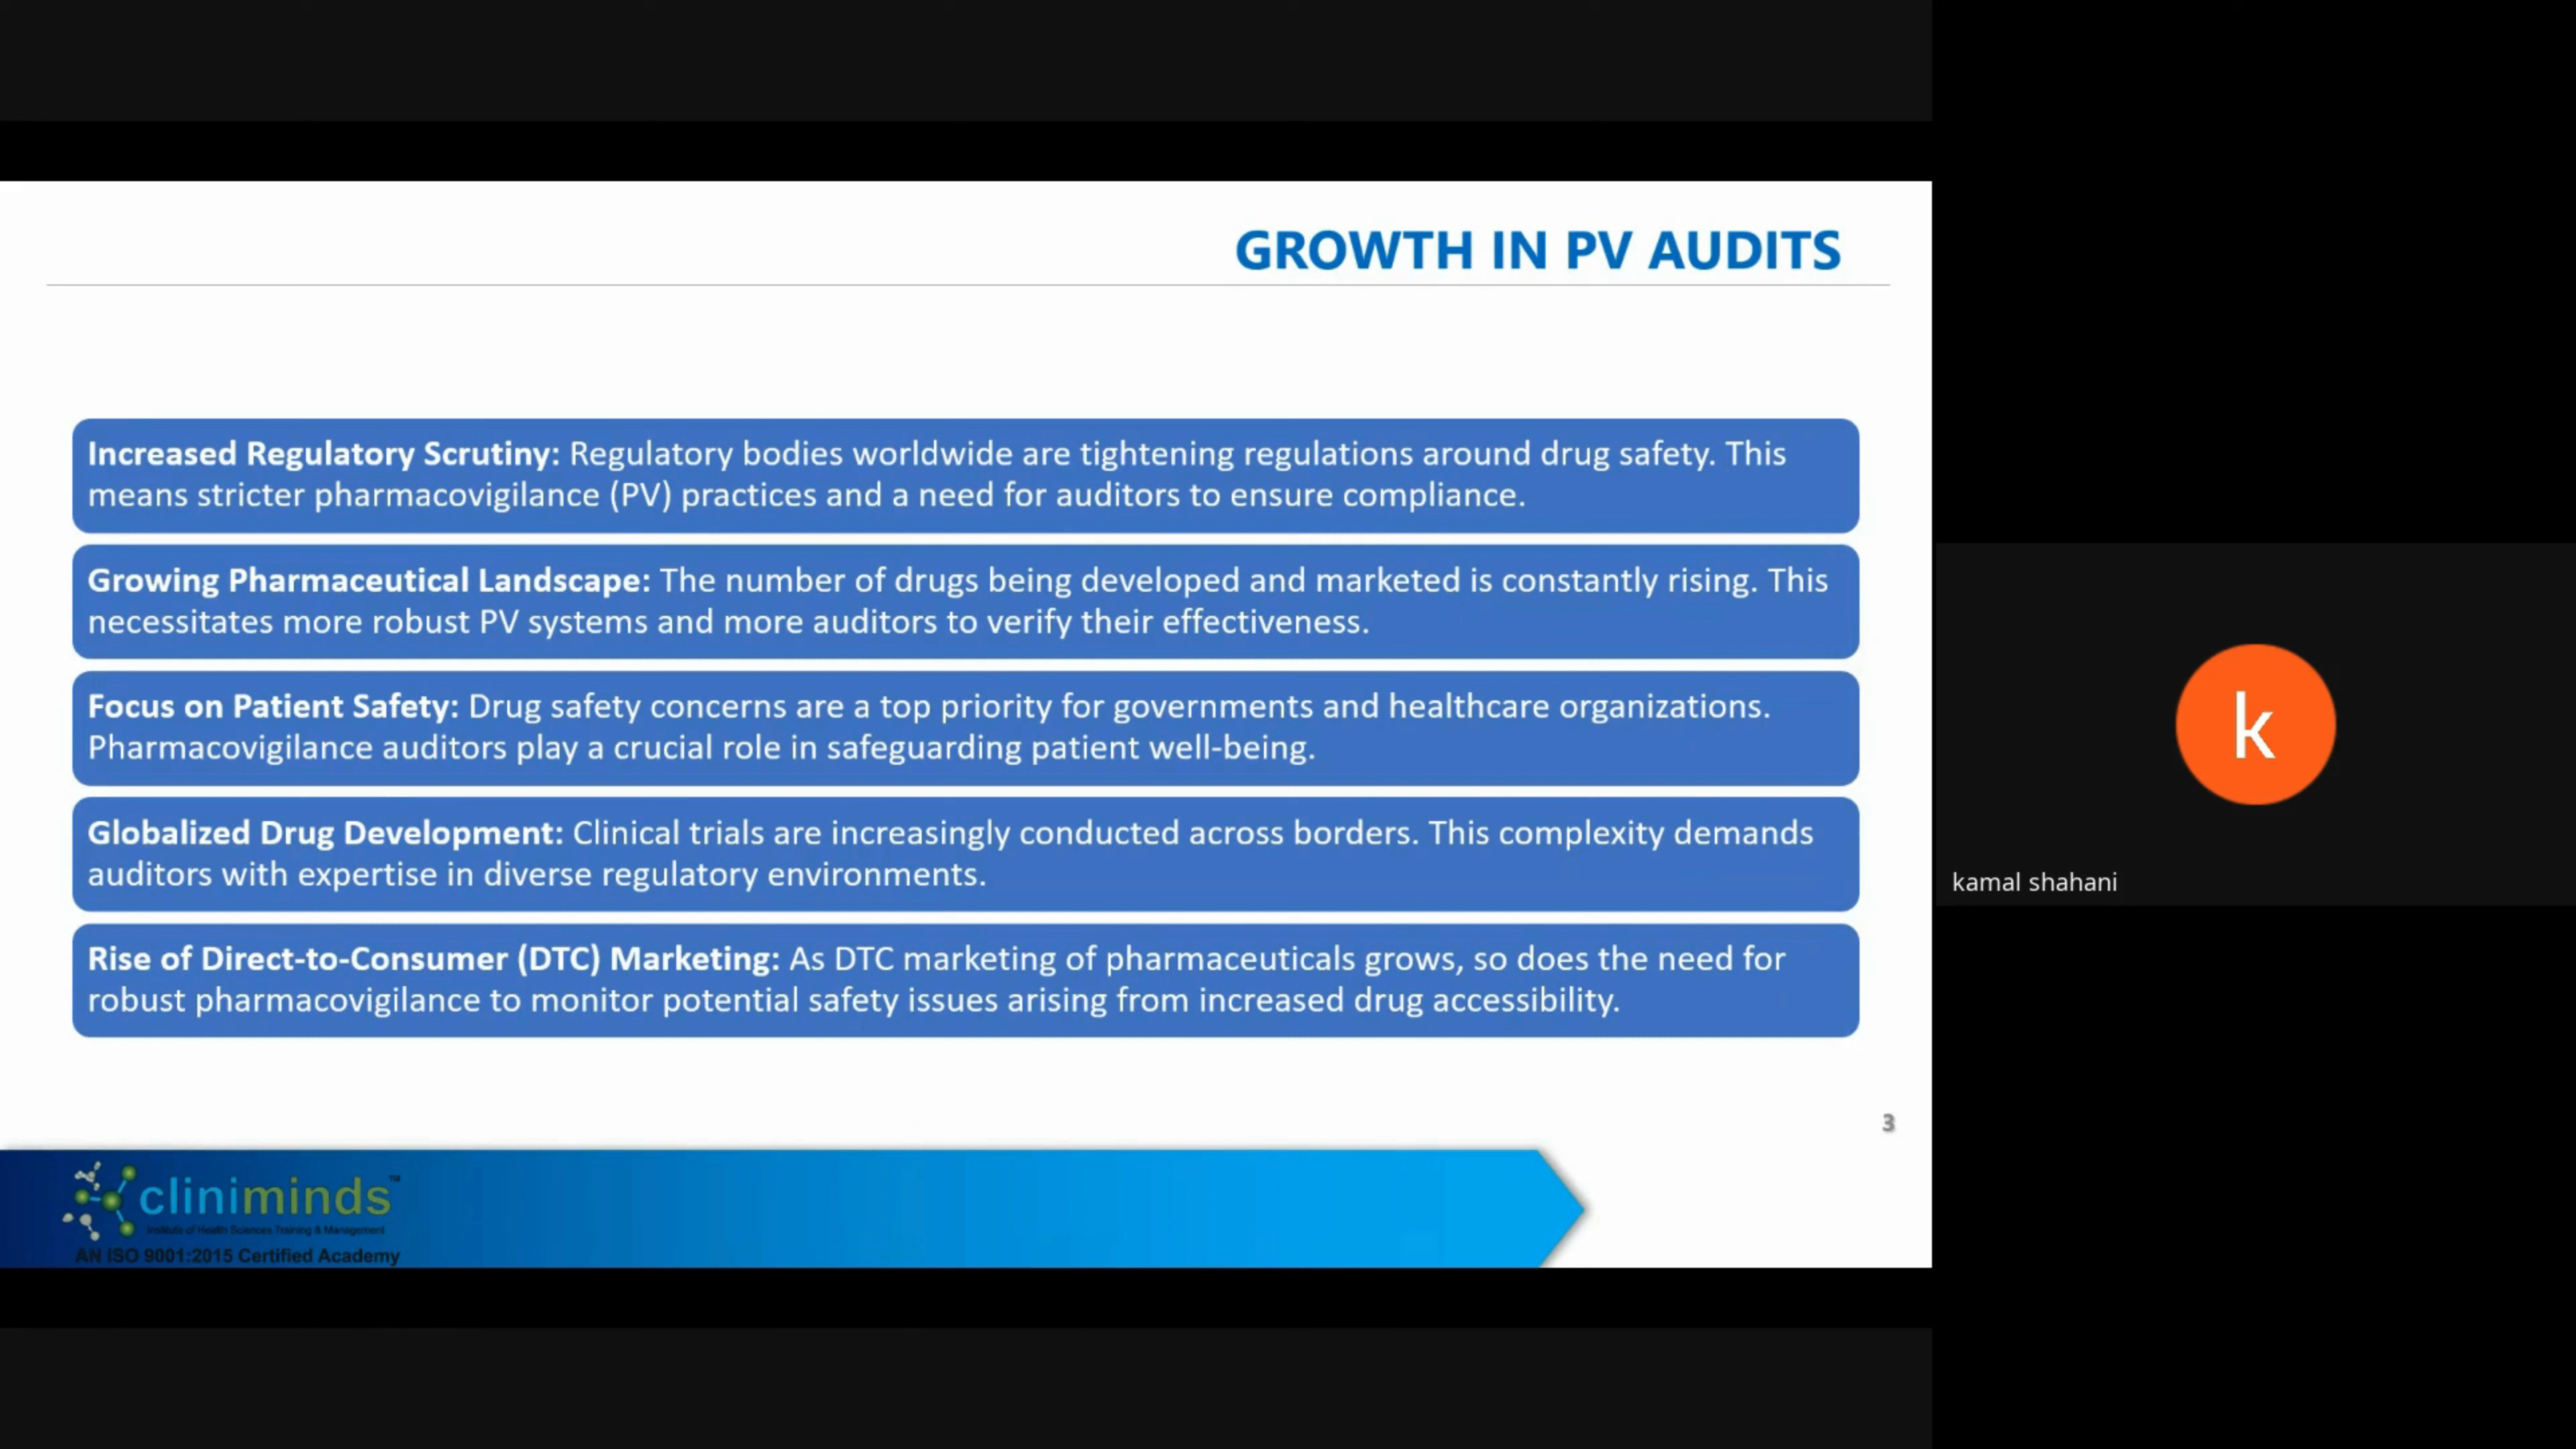 GROWTH IN PV AUDITS
Increased Regulatory Scrutiny: Regulatory bodies worldwide are tightening regulations around drug safety. This
means stricter pharmacovigilance (PV) practices and a need for auditors to ensure compliance.
Growing Pharmaceutical Landscape: The number of drugs being developed and marketed is constantly rising. This
necessitates more robust PV systems and more auditors to verify their effectiveness.
Focus on Patient Safety: Drug safety concerns are a top priority for governments and healthcare organizations.
Pharmacovigilance auditors play a crucial role in safeguarding patient well-being.
Globalized Drug Development: Clinical trials are increasingly conducted across borders. This complexity demands
auditors with expertise in diverse regulatory environments.
Rise of Direct-to-Consumer (DTC) Marketing: As DTC marketing of pharmaceuticals grows, so does the need for
robust pharmacovigilance to monitor potential safety issues arising from increased drug accessibility.
3
cliniminds™
Institute of Health Sciences Training & Management
AN ISO 9001:2015 Certified Academy
k
kamal shahani